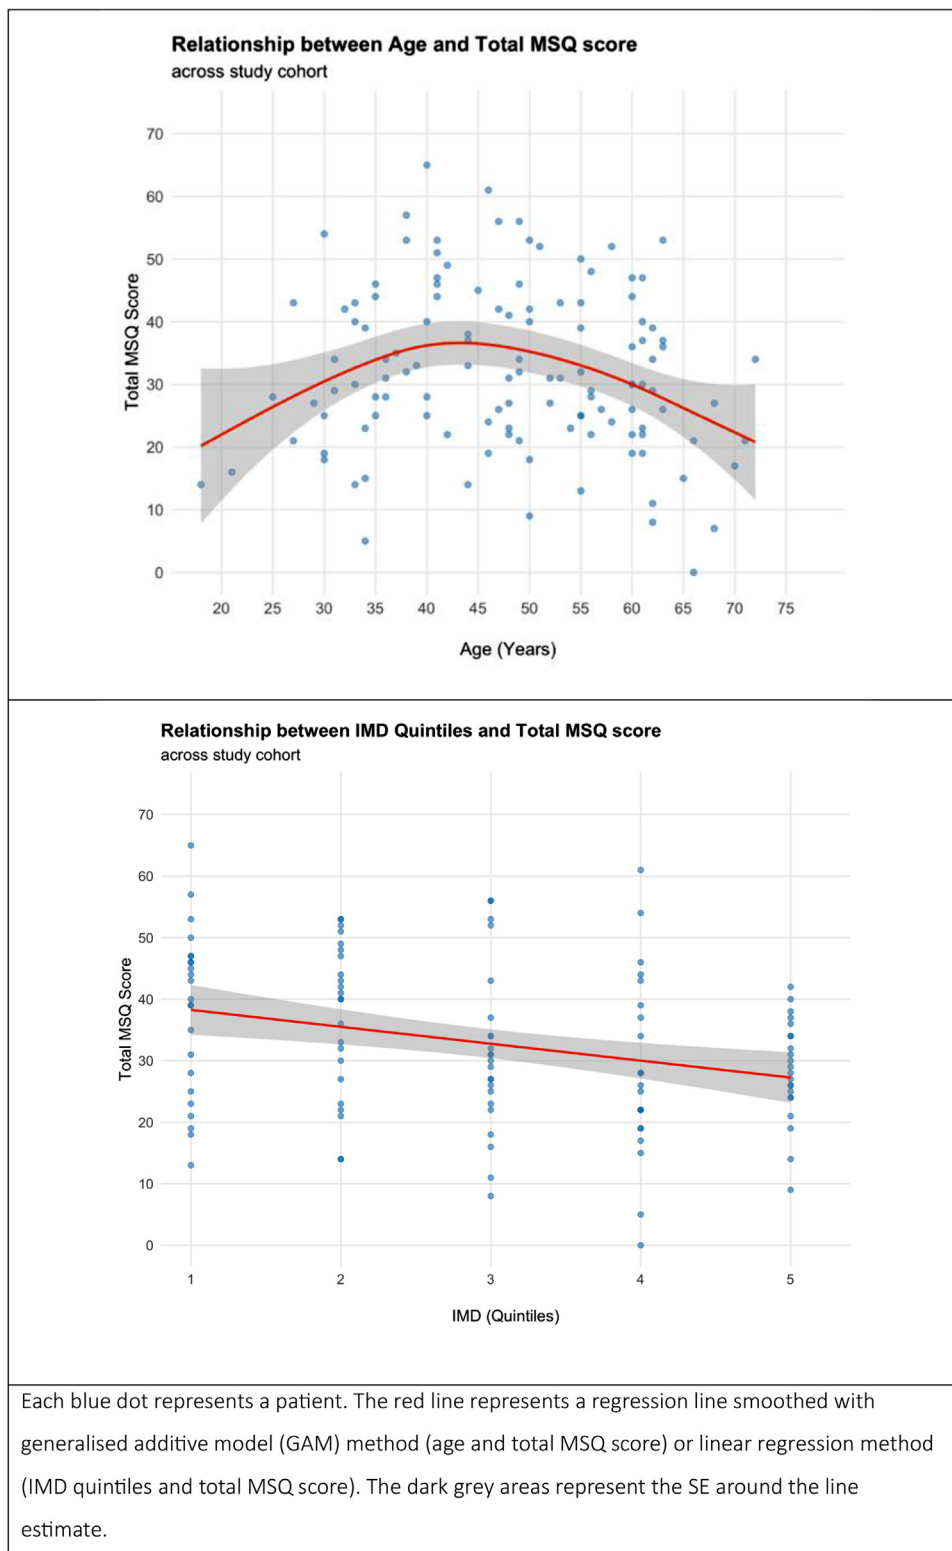 Relationship between Age and Total MSQ score
across study cohort
70
60
50
40
30
20
10
0
Total MSQ Score
20 25 30 35 40 45 50 55 60 65 70 75
Age (Years)
Relationship between IMD Quintiles and Total MSQ score
across study cohort
70
60
50
40
30
20
10
0
Total MSQ Score
1 2 3 4 5
IMD (Quintiles)
Each blue dot represents a patient. The red line represents a regression line smoothed with
generalised additive model (GAM) method (age and total MSQ score) or linear regression method
(IMD quintiles and total MSQ score). The dark grey areas represent the SE around the line
estimate.